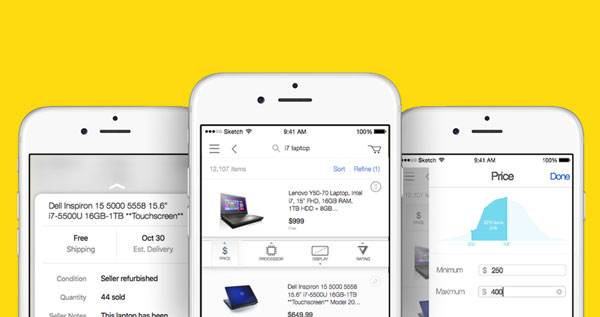 Dell Inspiron 15 5000 5558 15.6"
i7-5500U 16GB-1TB **Touchscreen**
Free
Shipping
Oct 30
Est. Delivery
Condition Seller refurbished
Quantity 44 sold
Seller Notes This laptop has been
Sketch 9:41 AM 100%
i7 laptop
12,107 items Sort Refine (1)
Lenovo Y50-70 Laptop, Intel
i7, 15" FHD, 16GB RAM,
1TB HDD + 8GB...
$999
Free
$
PRICE
PROCESSOR
DISPLAY
RATING
Dell Inspiron 15 5000 5558
15.6" i7-5500U 16GB-1TB
**Touchscreen** Model 20...
$649.99
Sketch 9:41 AM 100%
Price Done
$
PRICE
Minimum $ 250
Maximum $ 400